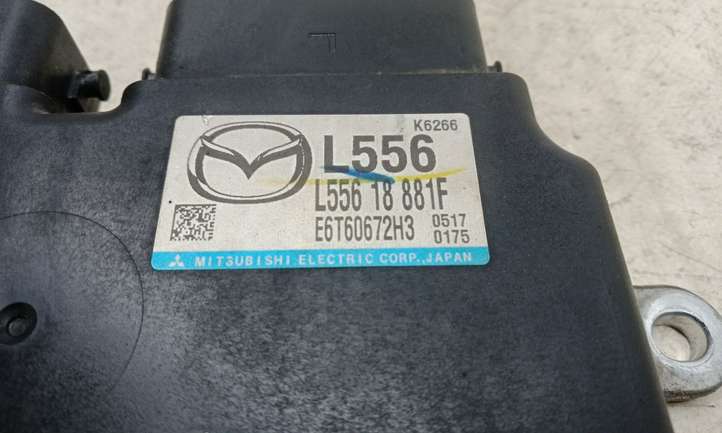 K6266
L556
L556 18 881F
E6T60672H3 0517
0175
MITSUBISHI ELECTRIC CORP., JAPAN